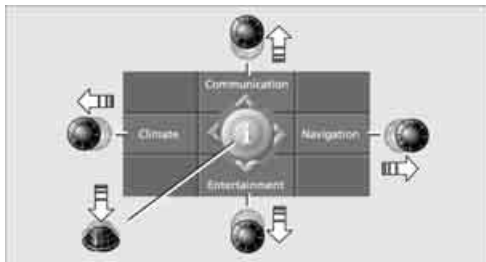 Communication
Climate
i
Navigation
Entertainment